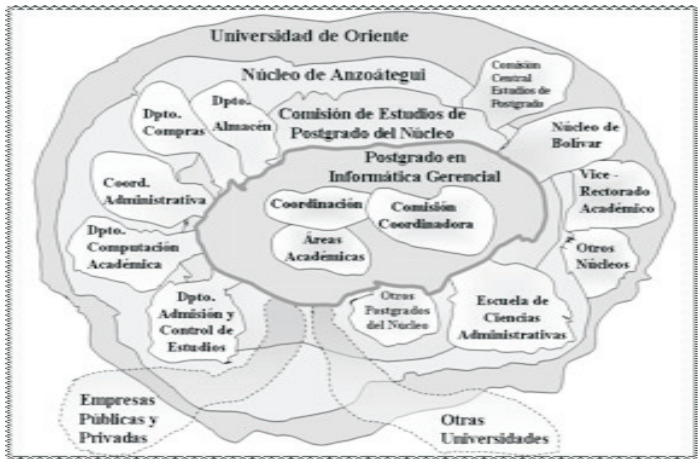 Universidad de Oriente
Núcleo de Anzoátegui
Comisión
Central
Estudios de
Postgrado
Dpto.
Compras
Dpto.
Almacén
Comisión de Estudios de
Postgrado del Núcleo
Núcleo de
Bolívar
Postgrado en
Informática Gerencial
Coord.
Administrativa
Vice -
Rectorado
Académico
Coordinación
Comisión
Coordinadora
Áreas
Académicas
Dpto.
Computación
Académica
Otros
Núcleos
Dpto.
Admisión y
Control de
Estudios
Otros
Postgrados
del Núcleo
Escuela de
Ciencias
Administrativas
Empresas
Públicas y
Privadas
Otras
Universidades